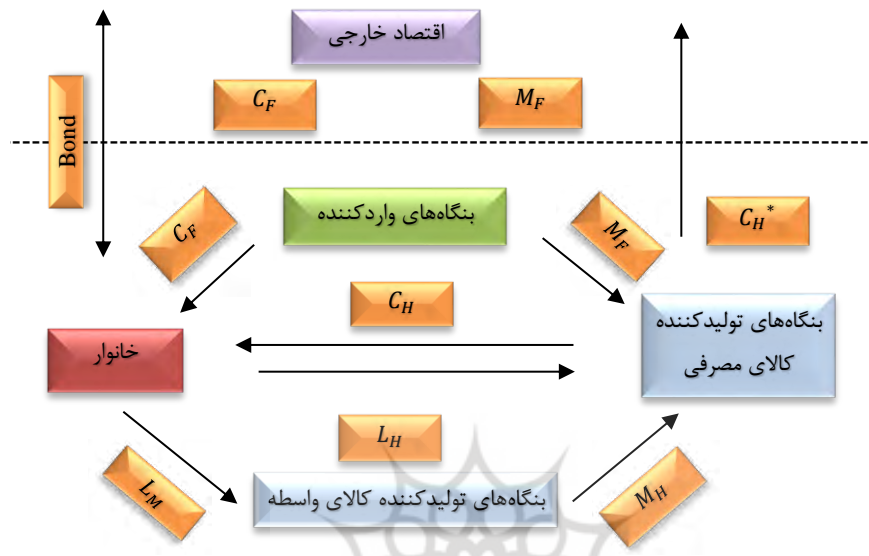 اقتصاد خارجی
Bond
C_F
M_F
بنگاه‌های واردکننده
C_F
M_F
C_H*
C_H
خانوار
بنگاه‌های تولیدکننده
کالای مصرفی
L_H
بنگاه‌های تولیدکننده کالای واسطه
L_M
M_H